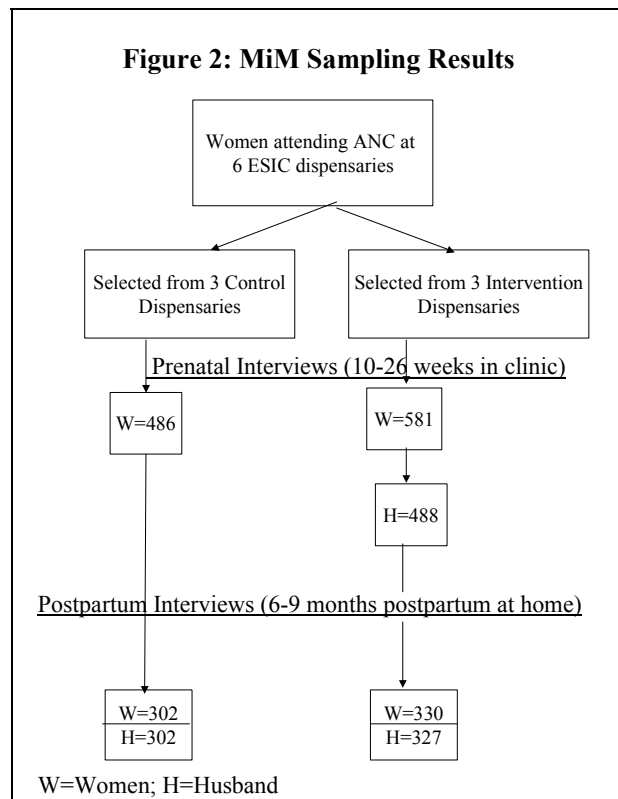 Figure 2: MiM Sampling Results
Women attending ANC at
6 ESIC dispensaries
Selected from 3 Control
Dispensaries
Selected from 3 Intervention
Dispensaries
Prenatal Interviews (10-26 weeks in clinic)
W=486
W=581
H=488
Postpartum Interviews (6-9 months postpartum at home)
W=302
H=302
W=330
H=327
W=Women; H=Husband